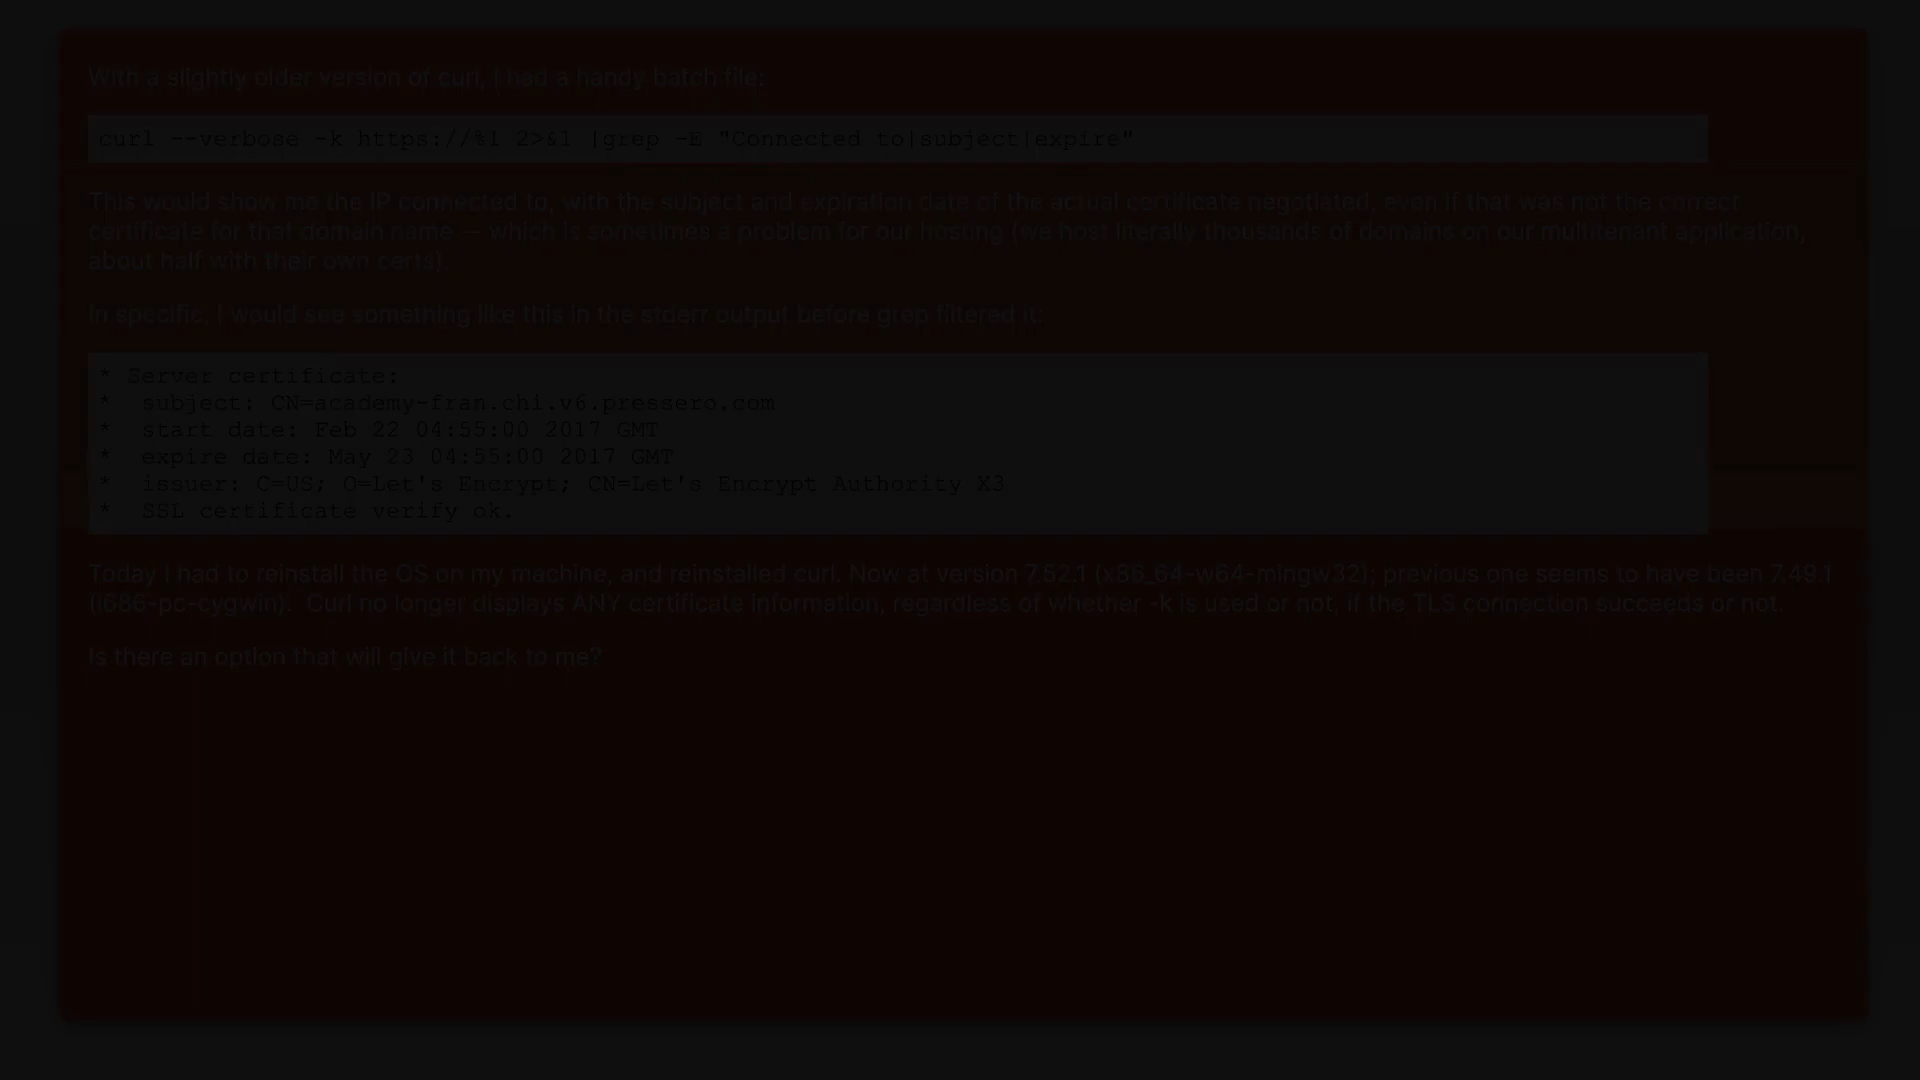 With a slightly older version of curl, I had a handy batch file:
curl --verbose -k https://%1 2>&1 |grep -E "Connected to|subject|expire"
This would show me the IP connected to, with the subject and expiration date of the actual certificate negotiated, even if that was not the correct
certificate for that domain name – which is sometimes a problem for our hosting (we host literally thousands of domains on our multitenant application,
about half with their own certs).
In specific, I would see something like this in the stderr output before grep filtered it:
* Server certificate:
*  subject: CN=academy-fran.chi.v6.pressero.com
*  start date: Feb 22 04:55:00 2017 GMT
*  expire date: May 23 04:55:00 2017 GMT
*  issuer: C=US; O=Let's Encrypt; CN=Let's Encrypt Authority X3
*  SSL certificate verify ok.
Today I had to reinstall the OS on my machine, and reinstalled curl. Now at version 7.52.1 (x86_64-w64-mingw32); previous one seems to have been 7.49.1
(i686-pc-cygwin).  Curl no longer displays ANY certificate information, regardless of whether -k is used or not, if the TLS connection succeeds or not.
Is there an option that will give it back to me?